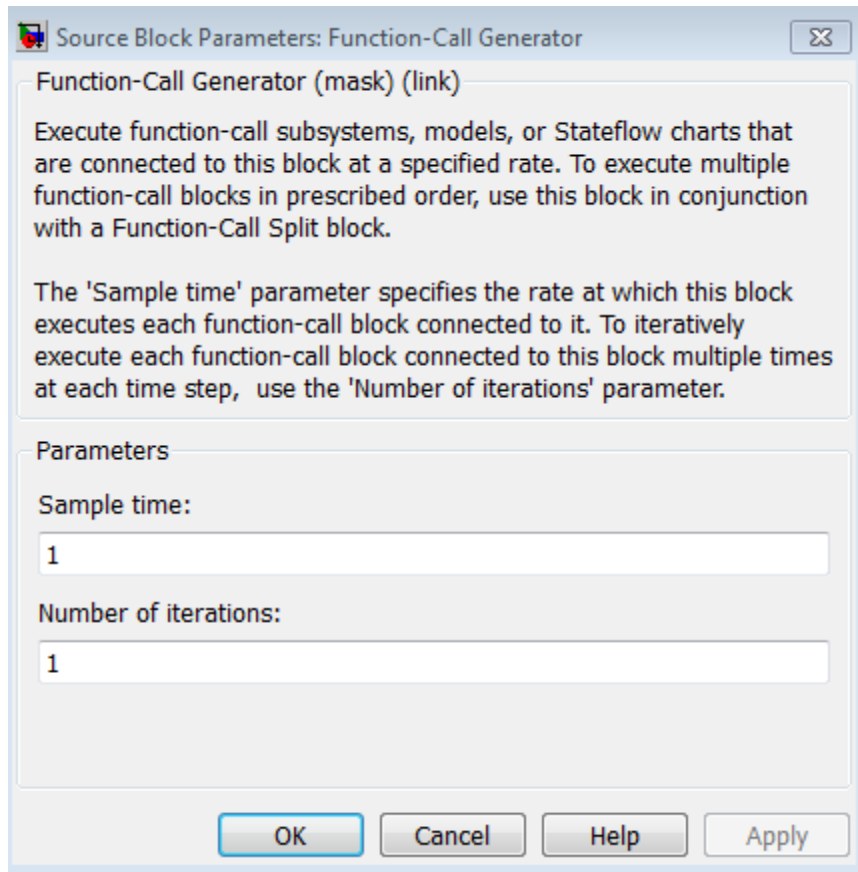 Source Block Parameters: Function-Call Generator
Function-Call Generator (mask) (link)
Execute function-call subsystems, models, or Stateflow charts that
are connected to this block at a specified rate. To execute multiple
function-call blocks in prescribed order, use this block in conjunction
with a Function-Call Split block.
The 'Sample time' parameter specifies the rate at which this block
executes each function-call block connected to it. To iteratively
execute each function-call block connected to this block multiple times
at each time step,  use the 'Number of iterations' parameter.
Parameters
Sample time:
1
Number of iterations:
1
OK Cancel Help Apply